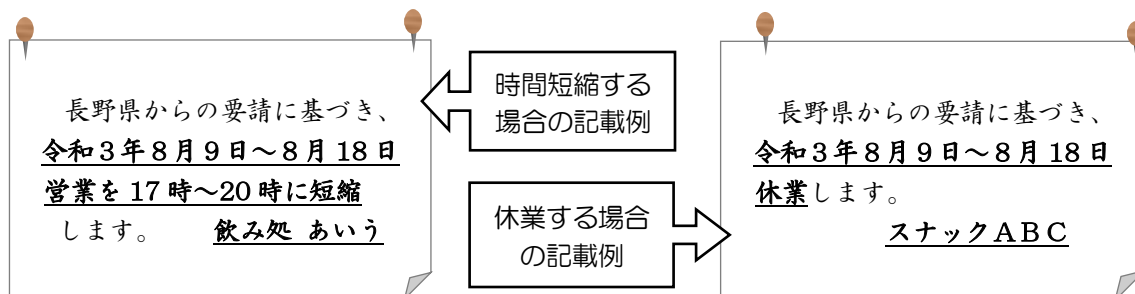 長野県からの要請に基づき、
令和3年8月9日～8月18日
営業を17時～20時に短縮
します。　飲み処 あいう
時間短縮する
場合の記載例
休業する場合
の記載例
長野県からの要請に基づき、
令和3年8月9日～8月18日
休業します。
スナックＡＢＣ